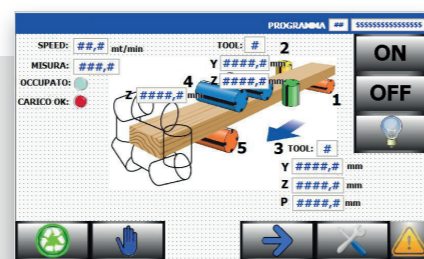 PROGRAMMA ## $$$$$$$$$$$$$$$$
SPEED: ##,# mt/min
TOOL: # 2
ON
MISURA: ###,#
Y ####,# mm
OCCUPATO:
4 Z ####,# mm
OFF
Z ####,# mm
CARICO OK:
1
5
3 TOOL: #
Y ####,# mm
Z ####,# mm
P ####,# mm